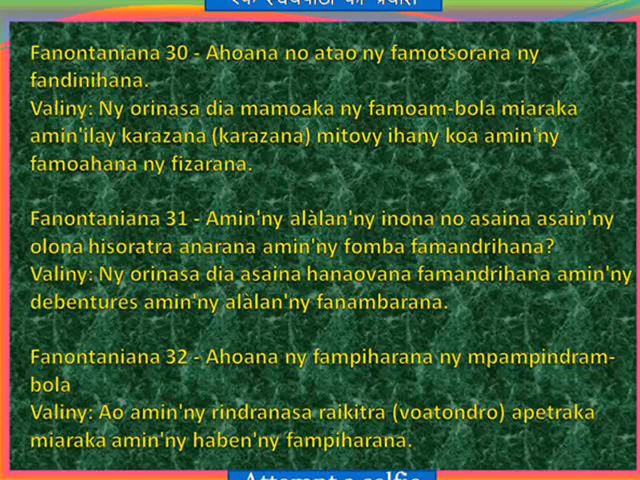 Fanontaniana 30 - Ahoana no atao ny famotsorana ny
fandinihana.
Valiny: Ny orinasa dia mamoaka ny famoam-bola miaraka
amin'ilay karazana (karazana) mitovy ihany koa amin'ny
famoahana ny fizarana.
Fanontaniana 31 - Amin'ny alàlan'ny inona no asaina asain'ny
olona hisoratra anarana amin'ny fomba famandrihana?
Valiny: Ny orinasa dia asaina hanaovana famandrihana amin'ny
debentures amin'ny alàlan'ny fanambarana.
Fanontaniana 32 - Ahoana ny fampiharana ny mpampindram-
bola
Valiny: Ao amin'ny rindranasa raikitra (voatondro) apetraka
miaraka amin'ny haben'ny fampiharana.
Attempt a selfie